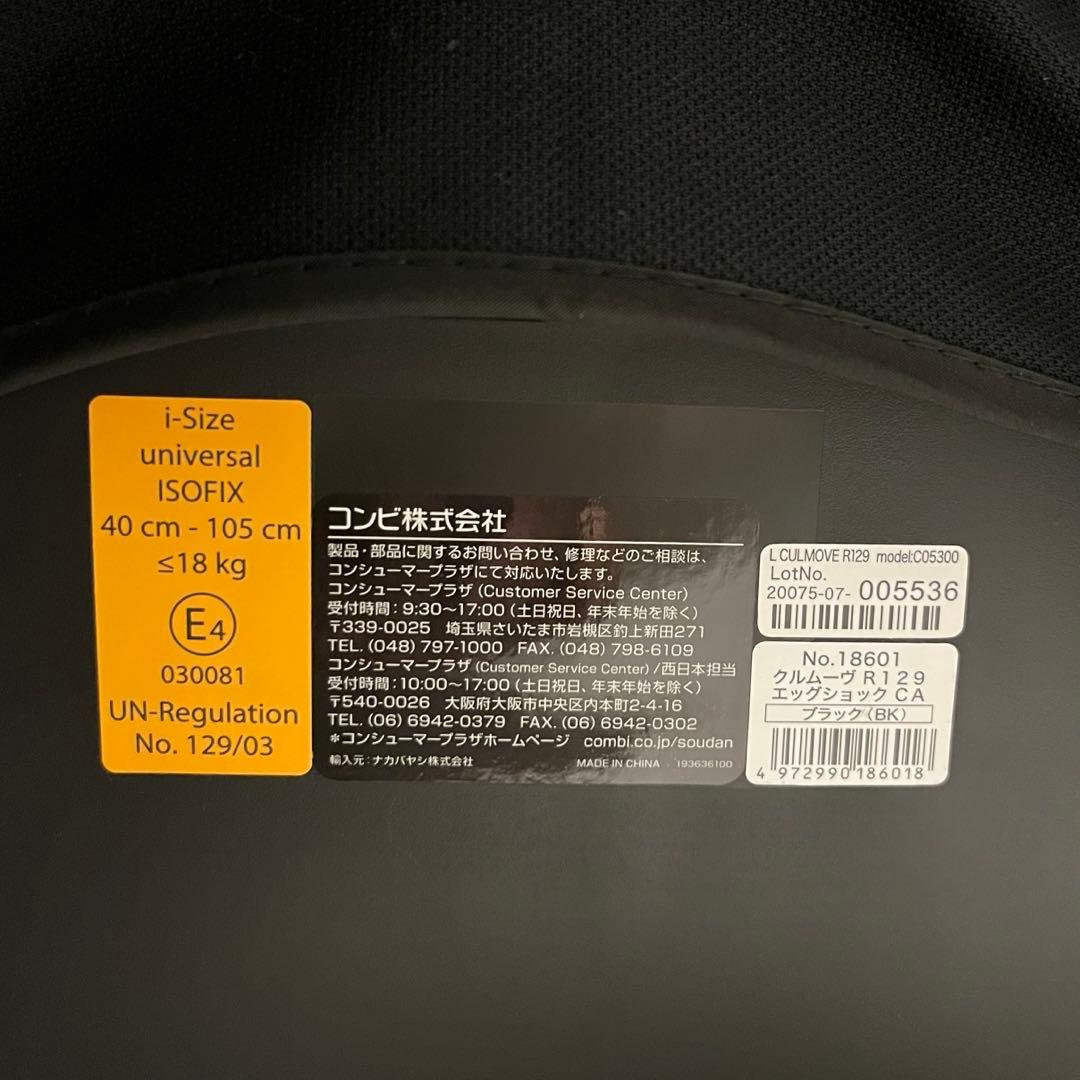 i-Size
universal
ISOFIX
40 cm - 105 cm
≤18 kg
E4
030081
UN-Regulation
No. 129/03
コンビ株式会社
製品・部品に関するお問い合わせ、修理などのご相談は、
コンシューマープラザにて対応いたします。
コンシューマープラザ (Customer Service Center)
受付時間：9:30〜17:00 (土日祝日、年末年始を除く)
〒339-0025 埼玉県さいたま市岩槻区釣上新田271
TEL. (048) 797-1000 FAX. (048) 798-6109
コンシューマープラザ (Customer Service Center) /西日本担当
受付時間：10:00〜17:00 (土日祝日、年末年始を除く)
〒540-0026 大阪府大阪市中央区内本町2-4-16
TEL. (06) 6942-0379 FAX. (06) 6942-0302
＊コンシューマープラザホームページ combi.co.jp/soudan
輸入元：ナカバヤシ株式会社 MADE IN CHINA 193636100
L CULMOVE R129 model:C05300
LotNo.
20075-07- 005536
No.18601
クルムーヴ R129
エッグショック CA
ブラック(BK)
4 972990 186018